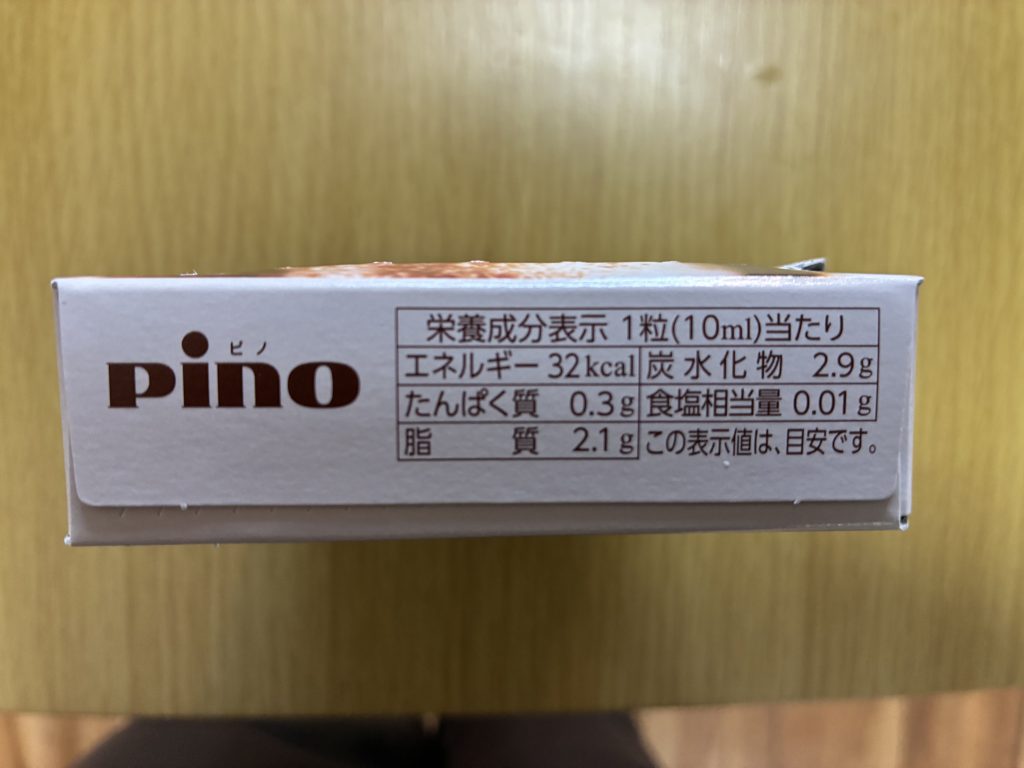 ピノ
pino
栄養成分表示 1粒(10ml)当たり
エネルギー 32kcal 炭水化物 2.9g
たんぱく質 0.3g 食塩相当量 0.01g
脂質 2.1g この表示値は、目安です。